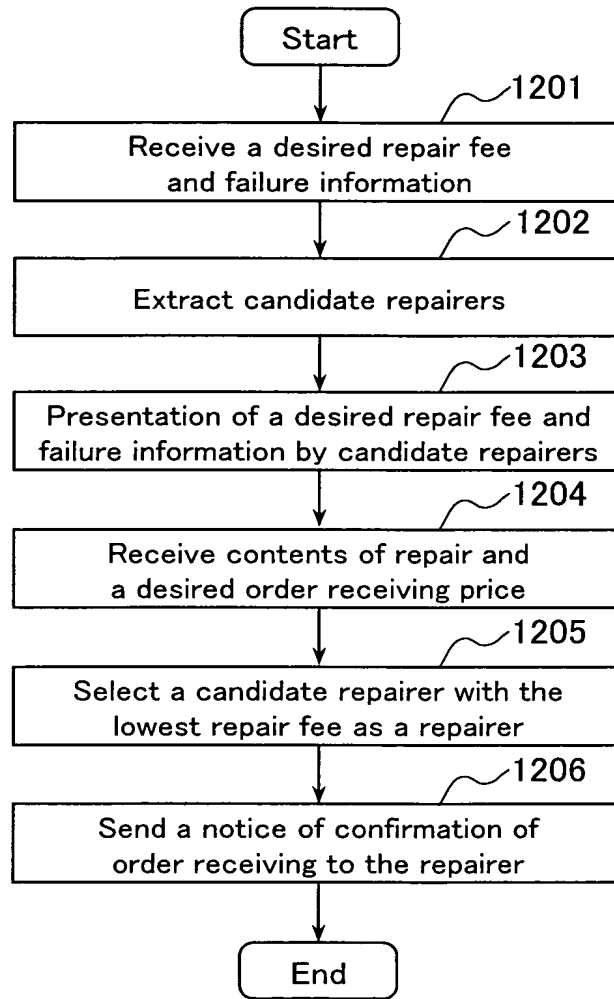 Start
1201
Receive a desired repair fee
and failure information
1202
Extract candidate repairers
1203
Presentation of a desired repair fee and
failure information by candidate repairers
1204
Receive contents of repair and
a desired order receiving price
1205
Select a candidate repairer with the
lowest repair fee as a repairer
1206
Send a notice of confirmation of
order receiving to the repairer
End